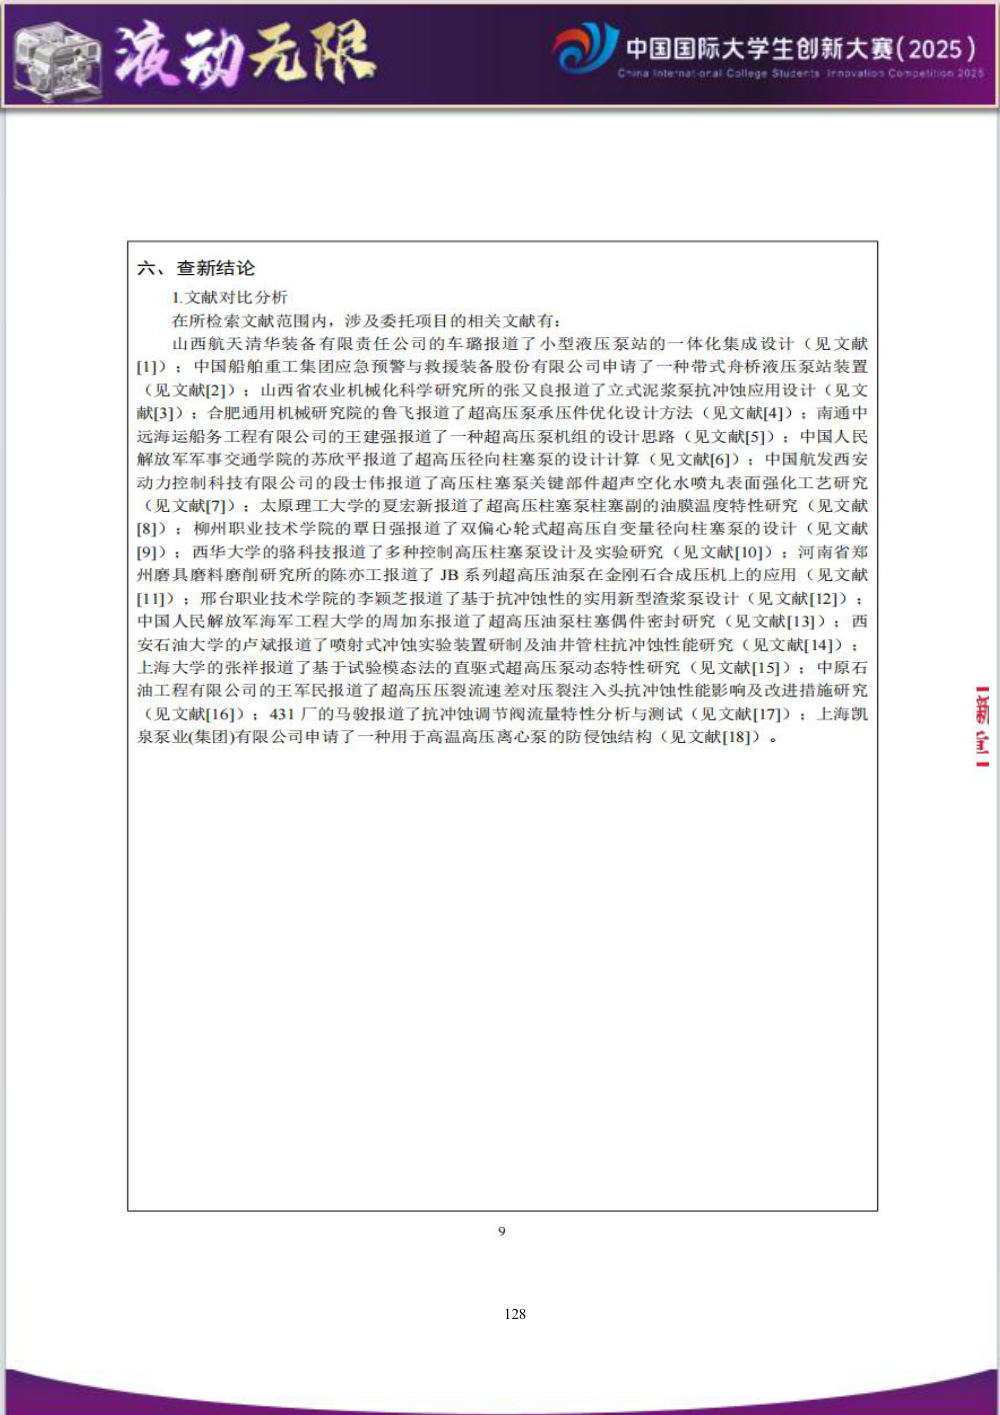 液动无限
中国国际大学生创新大赛(2025)
China International College Students' Innovation Competition 2025
六、查新结论
1.文献对比分析
在所检索文献范围内，涉及委托项目的相关文献有：
山西航天清华装备有限责任公司的车璐报道了小型液压泵站的一体化集成设计（见文献
[1]）；中国船舶重工集团应急预警与救援装备股份有限公司申请了一种带式舟桥液压泵站装置
（见文献[2]）；山西省农业机械化科学研究所的张又良报道了立式泥浆泵抗冲蚀应用设计（见文
献[3]）；合肥通用机械研究院的鲁飞报道了超高压泵承压件优化设计方法（见文献[4]）；南通中
远海运船务工程有限公司的王建强报道了一种超高压泵机组的设计思路（见文献[5]）；中国人民
解放军军事交通学院的苏欣平报道了超高压径向柱塞泵的设计计算（见文献[6]）；中国航发西安
动力控制科技有限公司的段士伟报道了高压柱塞泵关键部件超声空化水喷丸表面强化工艺研究
（见文献[7]）；太原理工大学的夏宏新报道了超高压柱塞泵柱塞副的油膜温度特性研究（见文献
[8]）；柳州职业技术学院的覃日强报道了双偏心轮式超高压自变量径向柱塞泵的设计（见文献
[9]）；西华大学的骆科技报道了多种控制高压柱塞泵设计及实验研究（见文献[10]）；河南省郑
州磨具磨料磨削研究所的陈亦工报道了 JB 系列超高压油泵在金刚石合成压机上的应用（见文献
[11]）；邢台职业技术学院的李颖芝报道了基于抗冲蚀性的实用新型渣浆泵设计（见文献[12]）；
中国人民解放军海军工程大学的周加东报道了超高压油泵柱塞偶件密封研究（见文献[13]）；西
安石油大学的卢斌报道了喷射式冲蚀实验装置研制及油井管柱抗冲蚀性能研究（见文献[14]）；
上海大学的张祥报道了基于试验模态法的直驱式超高压泵动态特性研究（见文献[15]）；中原石
油工程有限公司的王军民报道了超高压压裂流速差对压裂注入头抗冲蚀性能影响及改进措施研究
（见文献[16]）；431 厂的马骏报道了抗冲蚀调节阀流量特性分析与测试（见文献[17]）；上海凯
泉泵业(集团)有限公司申请了一种用于高温高压离心泵的防侵蚀结构（见文献[18]）。
9
128